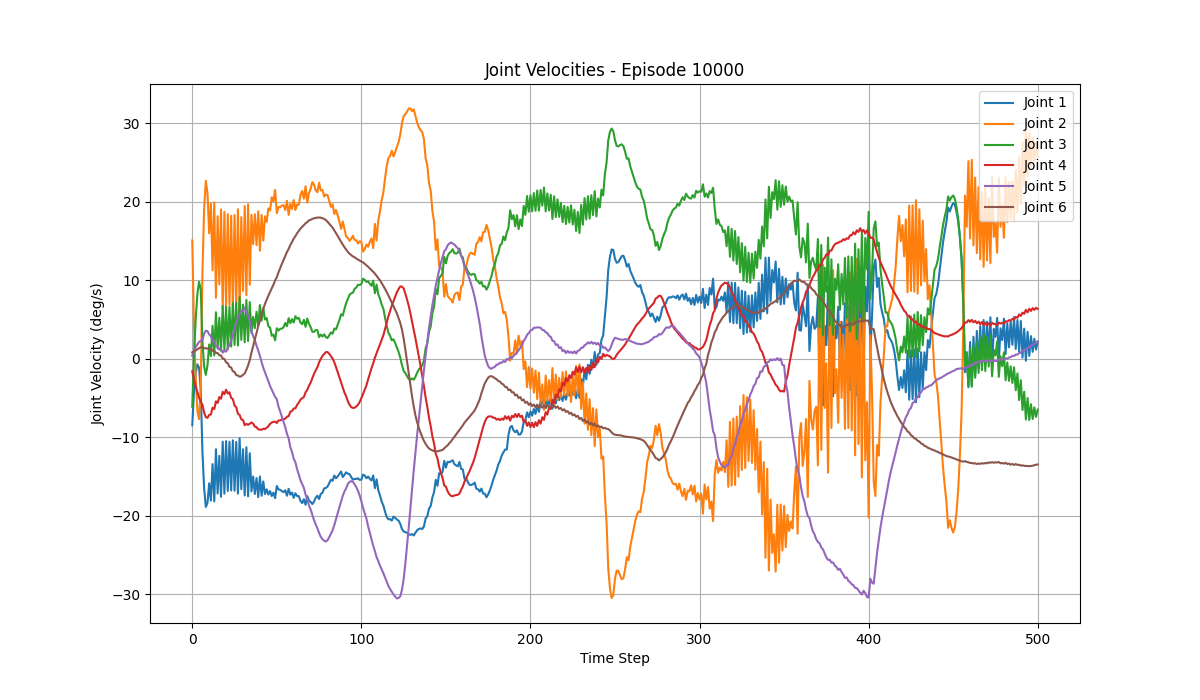 Joint Velocities - Episode 10000
Joint Velocity (deg/s)
30
20
10
0
−10
−20
−30
0
100
200
300
400
500
Time Step
Joint 1
Joint 2
Joint 3
Joint 4
Joint 5
Joint 6